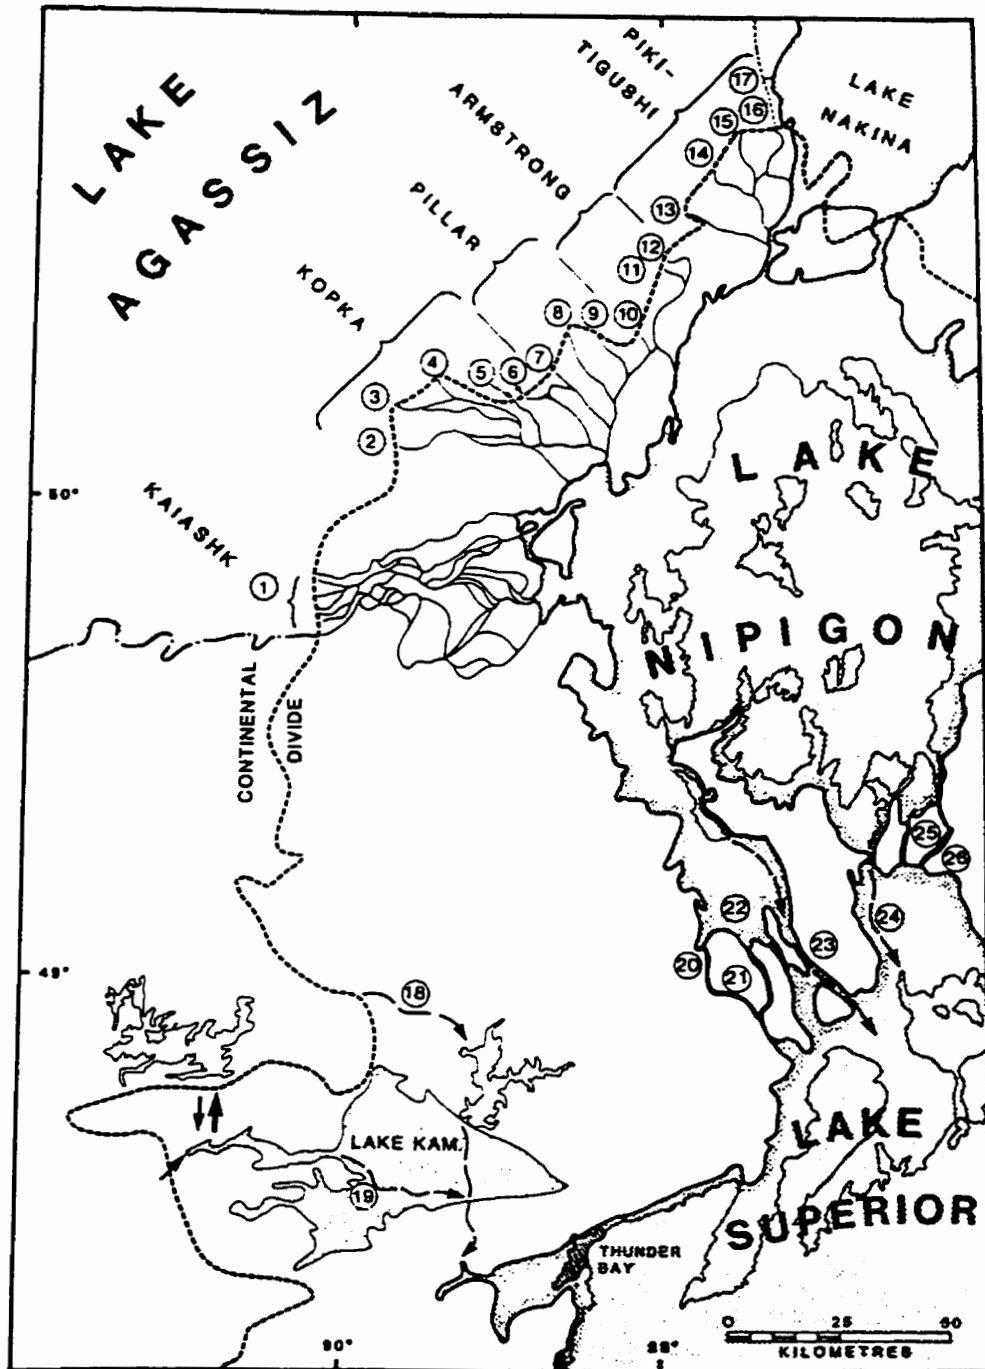 LAKE
AGASSIZ
PIKI-
TIGUSHI
ARMSTRONG
PILLAR
KOPKA
KAIASHK
LAKE
NAKINA
17
16
15
14
13
12
11
10
9
8
7
6
5
4
3
2
1
50°
LAKE
NIPIGON
CONTINENTAL
DIVIDE
49°
25
26
24
23
22
21
20
18
LAKE KAM.
19
LAKE
SUPERIOR
THUNDER
BAY
0 25 50
KILOMETRES
90°
88°